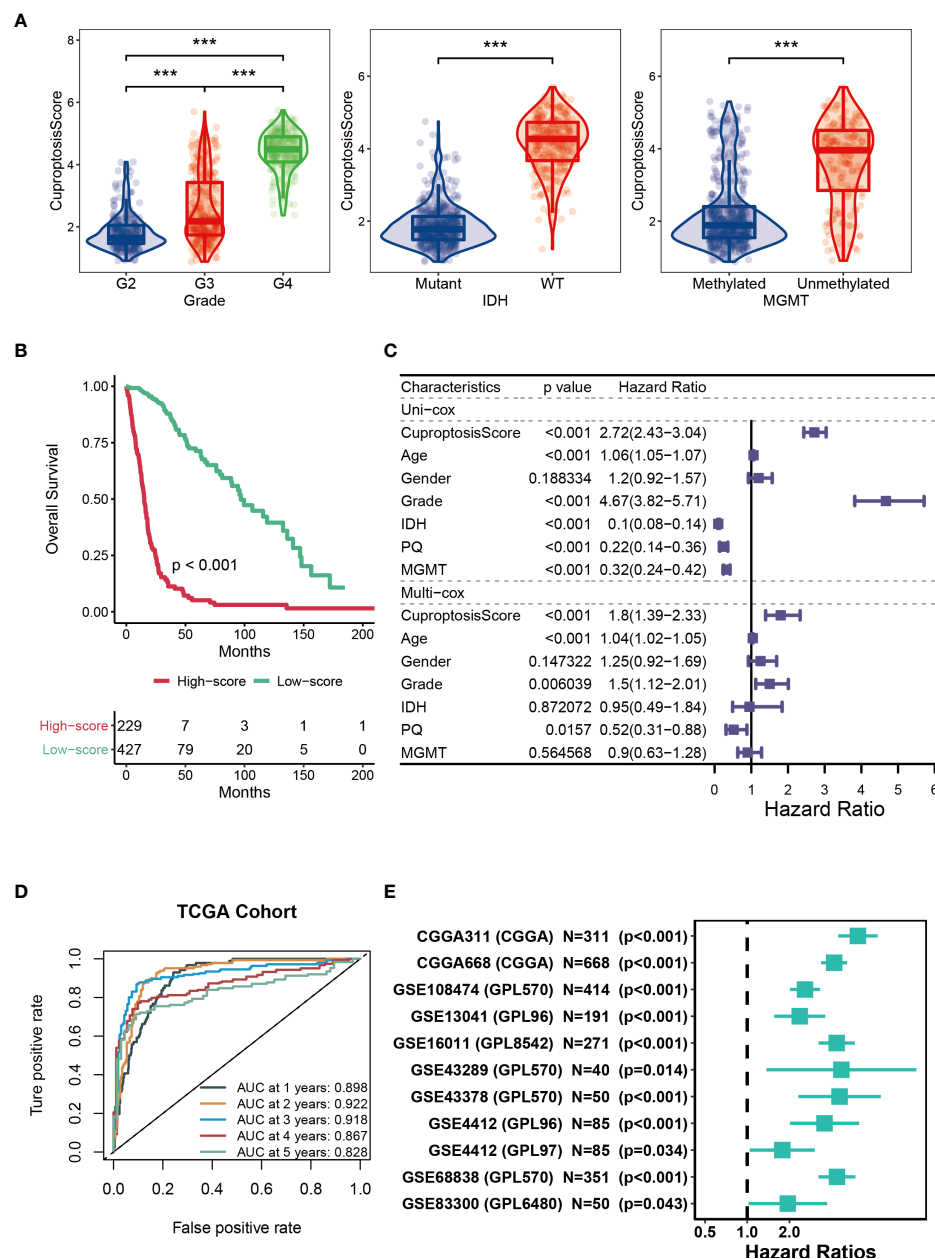 A
***
***
***
CuproptosisScore
8
6
4
2
G2
G3
G4
Grade
***
CuproptosisScore
6
4
2
Mutant
WT
IDH
***
CuproptosisScore
6
4
2
Methylated
Unmethylated
MGMT
B
Overall Survival
1.00
0.75
0.50
0.25
0.00
p < 0.001
0
50
100
150
200
Months
High−score
Low−score
High−score 229 7 3 1 1
Low−score 427 79 20 5 0
0 50 100 150 200
Months
C
Characteristics p value Hazard Ratio
Uni−cox
CuproptosisScore <0.001 2.72(2.43−3.04)
Age <0.001 1.06(1.05−1.07)
Gender 0.188334 1.2(0.92−1.57)
Grade <0.001 4.67(3.82−5.71)
IDH <0.001 0.1(0.08−0.14)
PQ <0.001 0.22(0.14−0.36)
MGMT <0.001 0.32(0.24−0.42)
Multi−cox
CuproptosisScore <0.001 1.8(1.39−2.33)
Age <0.001 1.04(1.02−1.05)
Gender 0.147322 1.25(0.92−1.69)
Grade 0.006039 1.5(1.12−2.01)
IDH 0.872072 0.95(0.49−1.84)
PQ 0.0157 0.52(0.31−0.88)
MGMT 0.564568 0.9(0.63−1.28)
0 1 2 3 4 5 6
Hazard Ratio
D
TCGA Cohort
Ture positive rate
1.0
0.8
0.6
0.4
0.2
0.0
AUC at 1 years: 0.898
AUC at 2 years: 0.922
AUC at 3 years: 0.918
AUC at 4 years: 0.867
AUC at 5 years: 0.828
0.0 0.2 0.4 0.6 0.8 1.0
False positive rate
E
CGGA311 (CGGA) N=311 (p<0.001)
CGGA668 (CGGA) N=668 (p<0.001)
GSE108474 (GPL570) N=414 (p<0.001)
GSE13041 (GPL96) N=191 (p<0.001)
GSE16011 (GPL8542) N=271 (p<0.001)
GSE43289 (GPL570) N=40 (p=0.014)
GSE43378 (GPL570) N=50 (p<0.001)
GSE4412 (GPL96) N=85 (p<0.001)
GSE4412 (GPL97) N=85 (p=0.034)
GSE68838 (GPL570) N=351 (p<0.001)
GSE83300 (GPL6480) N=50 (p=0.043)
0.5 1.0 2.0
Hazard Ratios